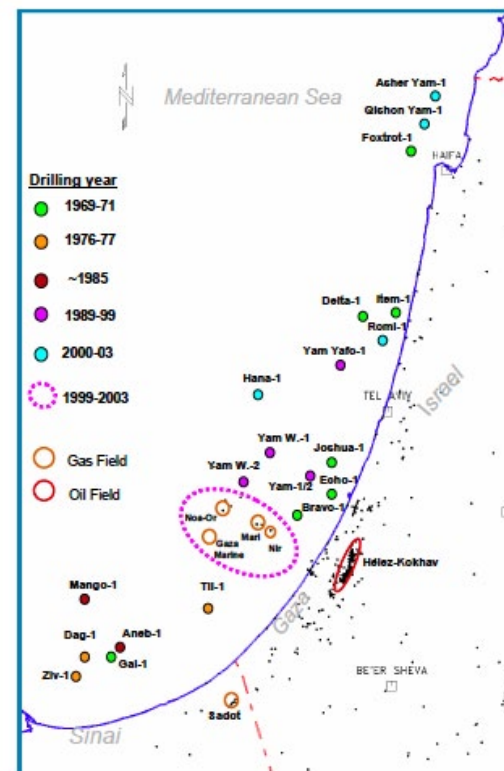 Asher Yam-1
Mediterranean Sea
Qishon Yam-1
Foxtrot-1
HAIFA
Drilling year
1969-71
1976-77
~1985
1989-99
2000-03
1999-2003
Gas Field
Oil Field
Delta-1
Item-1
Romi-1
Yam Yafo-1
Hana-1
TEL AVIV
Israel
Yam W.-1
Joshua-1
Yam W.-2
Yam-1/2
Echo-1
Bravo-1
Noa-Or
Mari
Nir
Gaza
Marine
Helez-Kokhav
Mango-1
Til-1
Gaza
Dag-1
Aneb-1
Gal-1
Ziv-1
BE'ER SHEVA
Sadot
Sinai